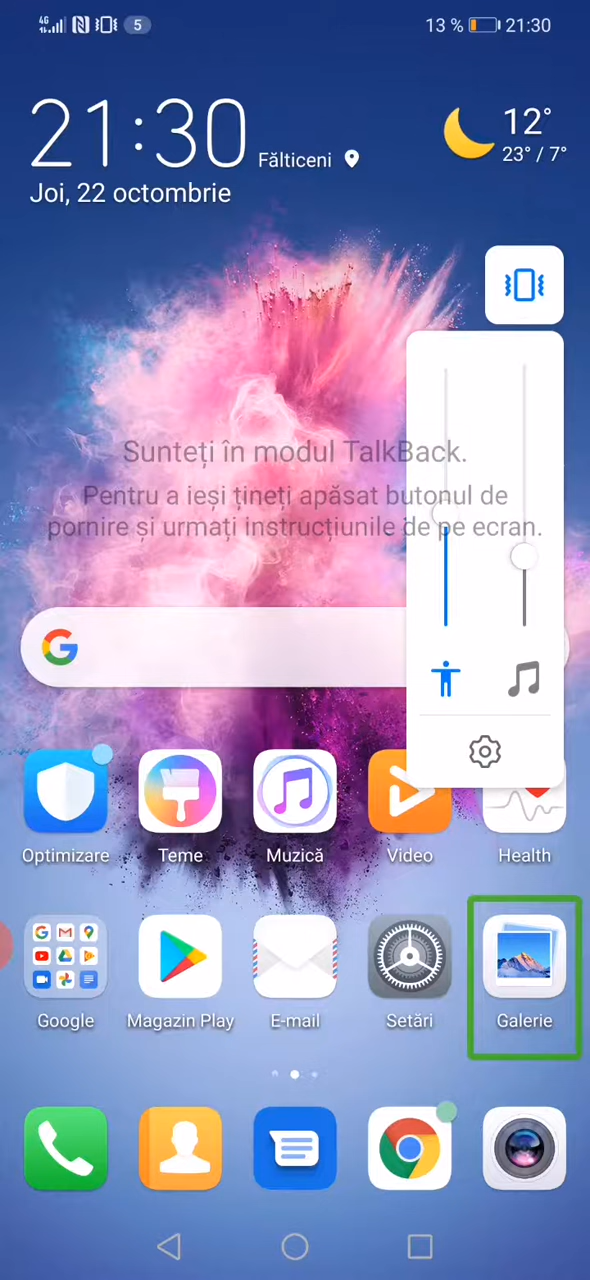 4G
5
13 %
21:30
21:30
Fălticeni
Joi, 22 octombrie
12°
23° / 7°
Sunteți în modul TalkBack.
Pentru a ieși țineți apăsat butonul de
pornire și urmați instrucțiunile de pe ecran.
Optimizare
Teme
Muzică
Video
Health
Google
Magazin Play
E-mail
Setări
Galerie